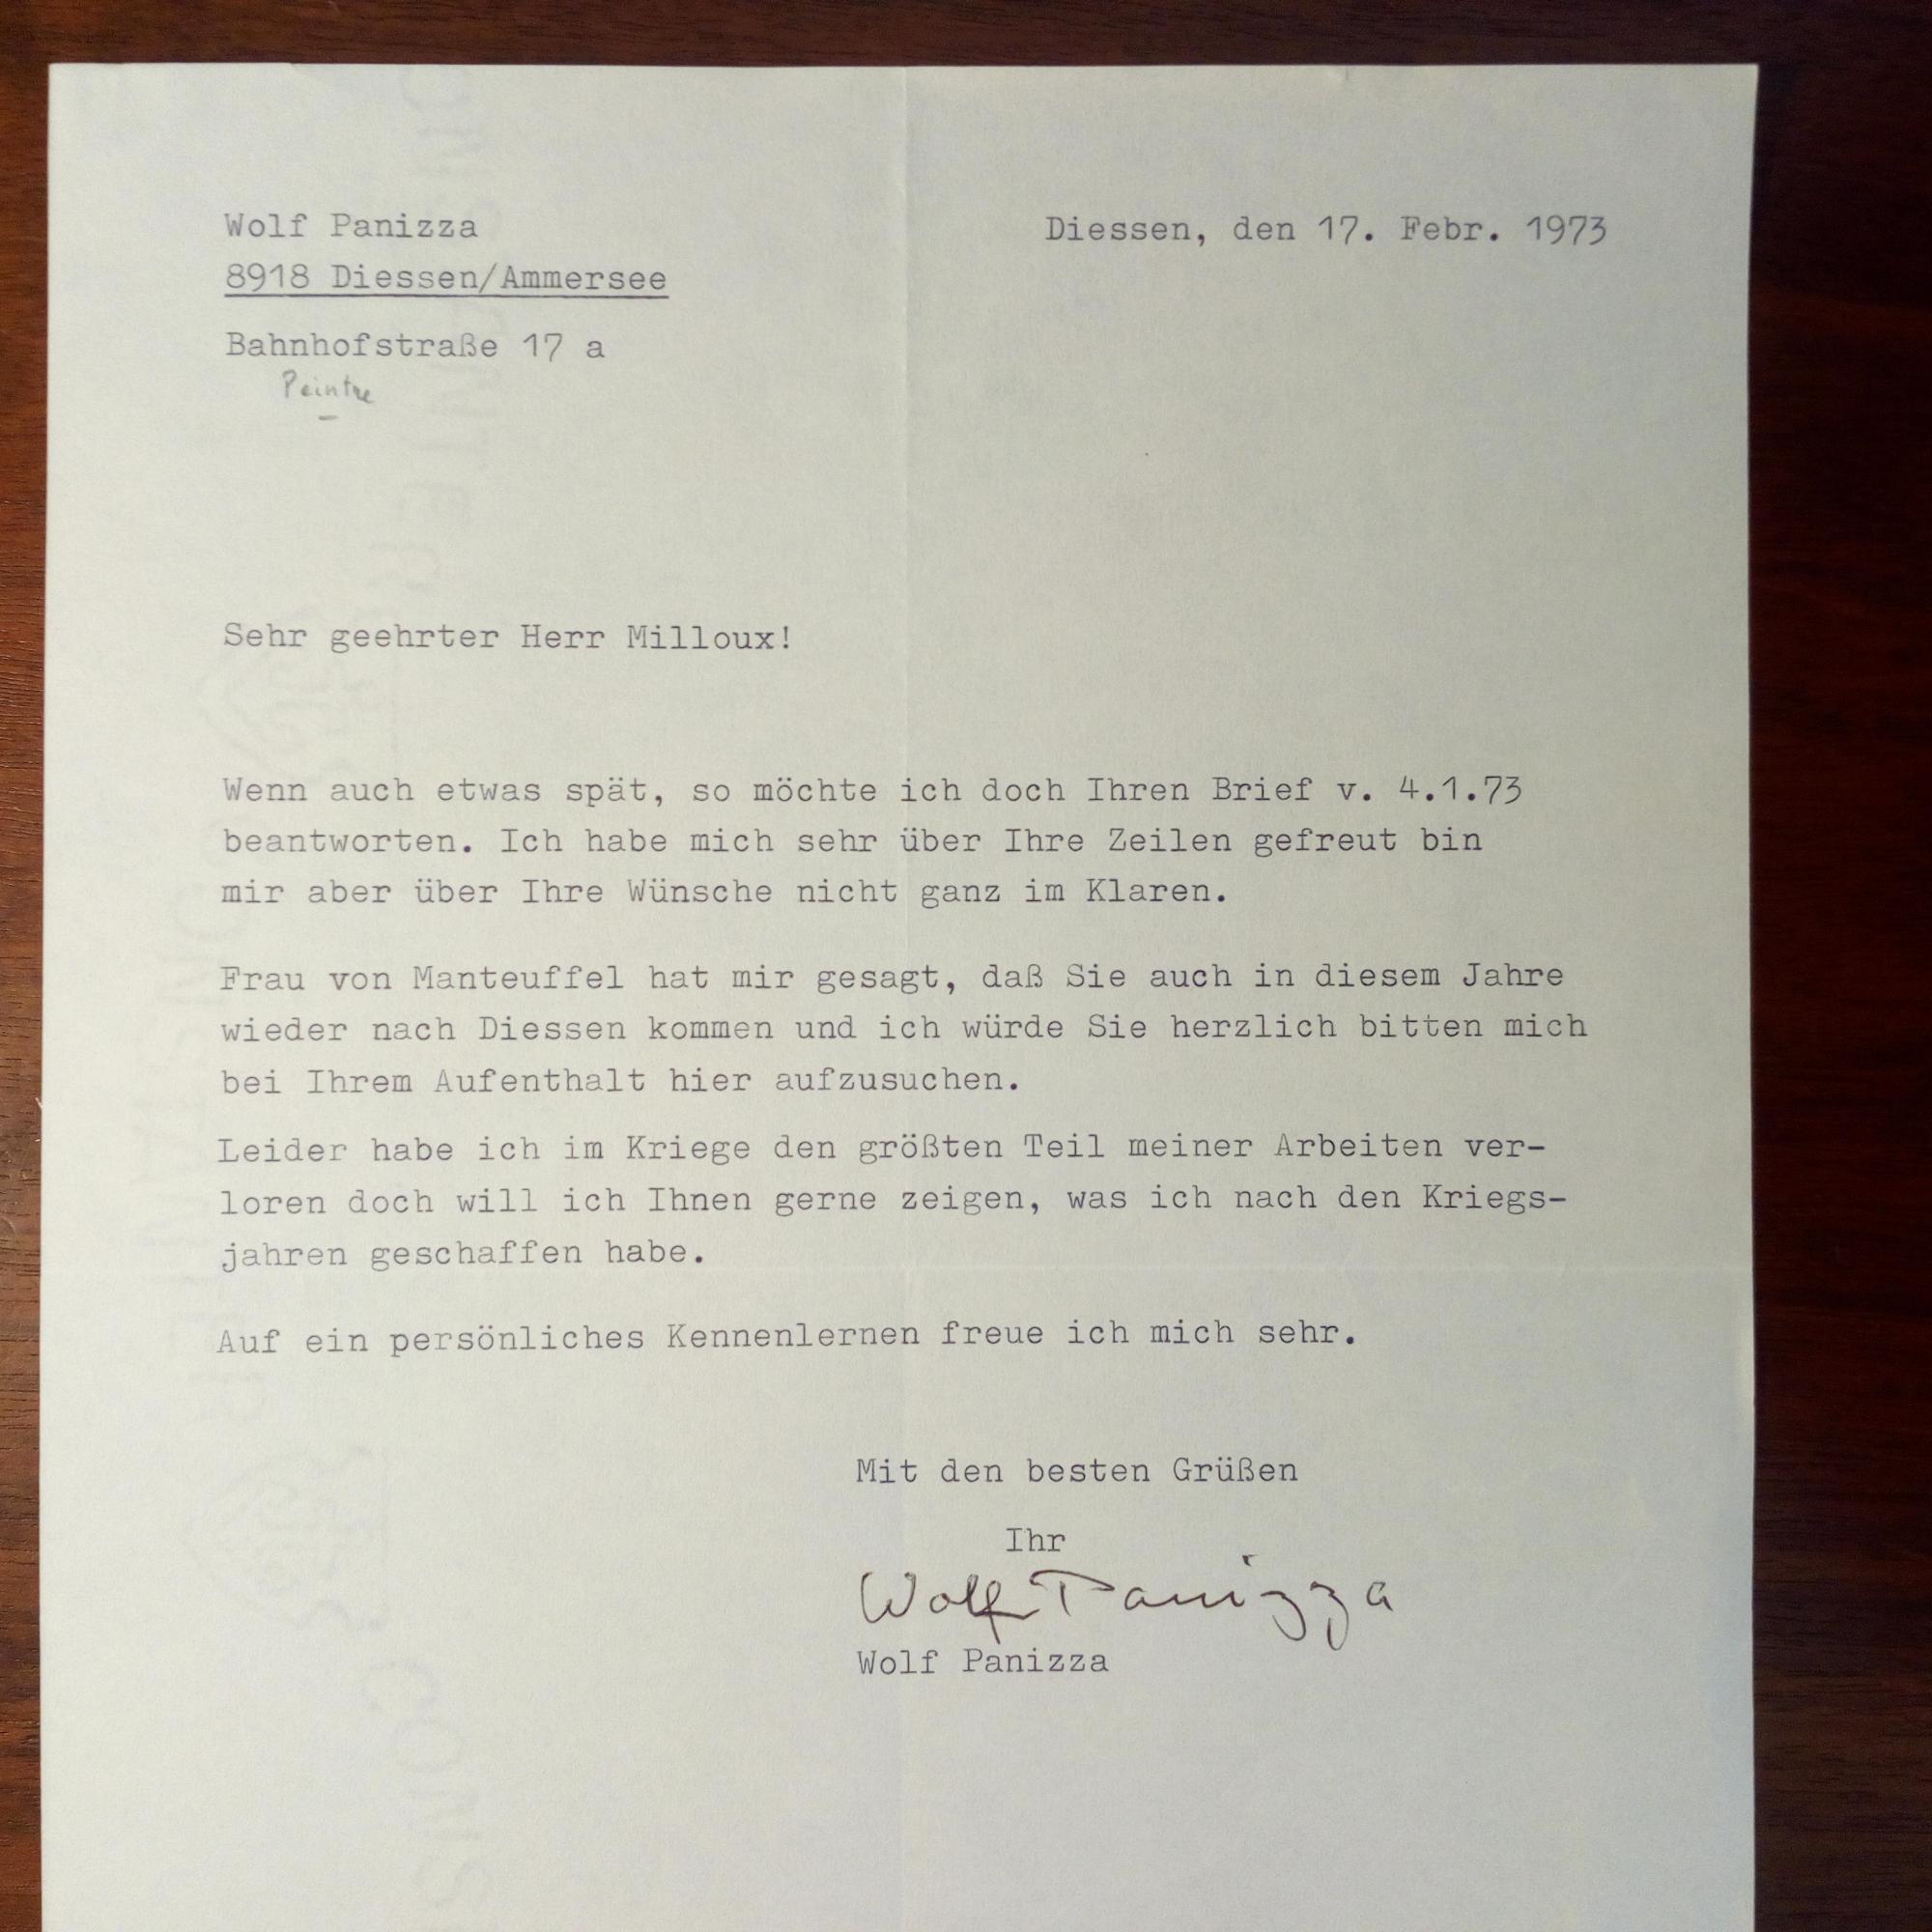 Wolf Panizza
Diessen, den 17. Febr. 1973
8918 Diessen/Ammersee
Bahnhofstraße 17 a
Peintre
Sehr geehrter Herr Milloux!
Wenn auch etwas spät, so möchte ich doch Ihren Brief v. 4.1.73
beantworten. Ich habe mich sehr über Ihre Zeilen gefreut bin
mir aber über Ihre Wünsche nicht ganz im Klaren.
Frau von Manteuffel hat mir gesagt, daß Sie auch in diesem Jahre
wieder nach Diessen kommen und ich würde Sie herzlich bitten mich
bei Ihrem Aufenthalt hier aufzusuchen.
Leider habe ich im Kriege den größten Teil meiner Arbeiten ver-
loren doch will ich Ihnen gerne zeigen, was ich nach den Kriegs-
jahren geschaffen habe.
Auf ein persönliches Kennenlernen freue ich mich sehr.
Mit den besten Grüßen
Ihr
Wolf Panizza
Wolf Panizza